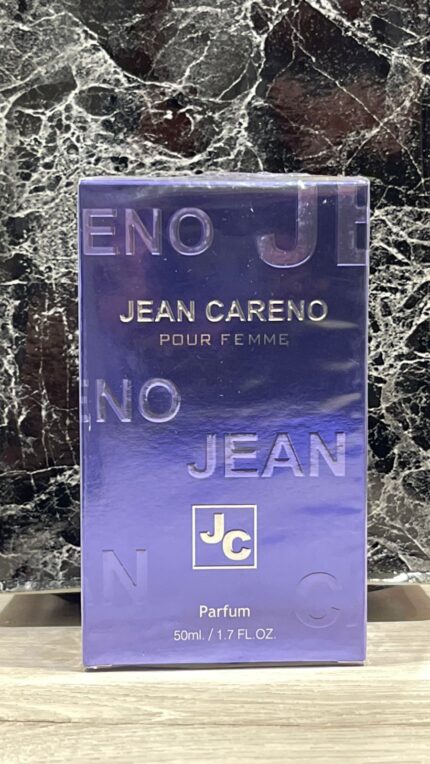 ENO JE
JEAN CARENO
POUR FEMME
ENO
JEAN
JC
N C
Parfum
50ml. / 1.7 FL.OZ.